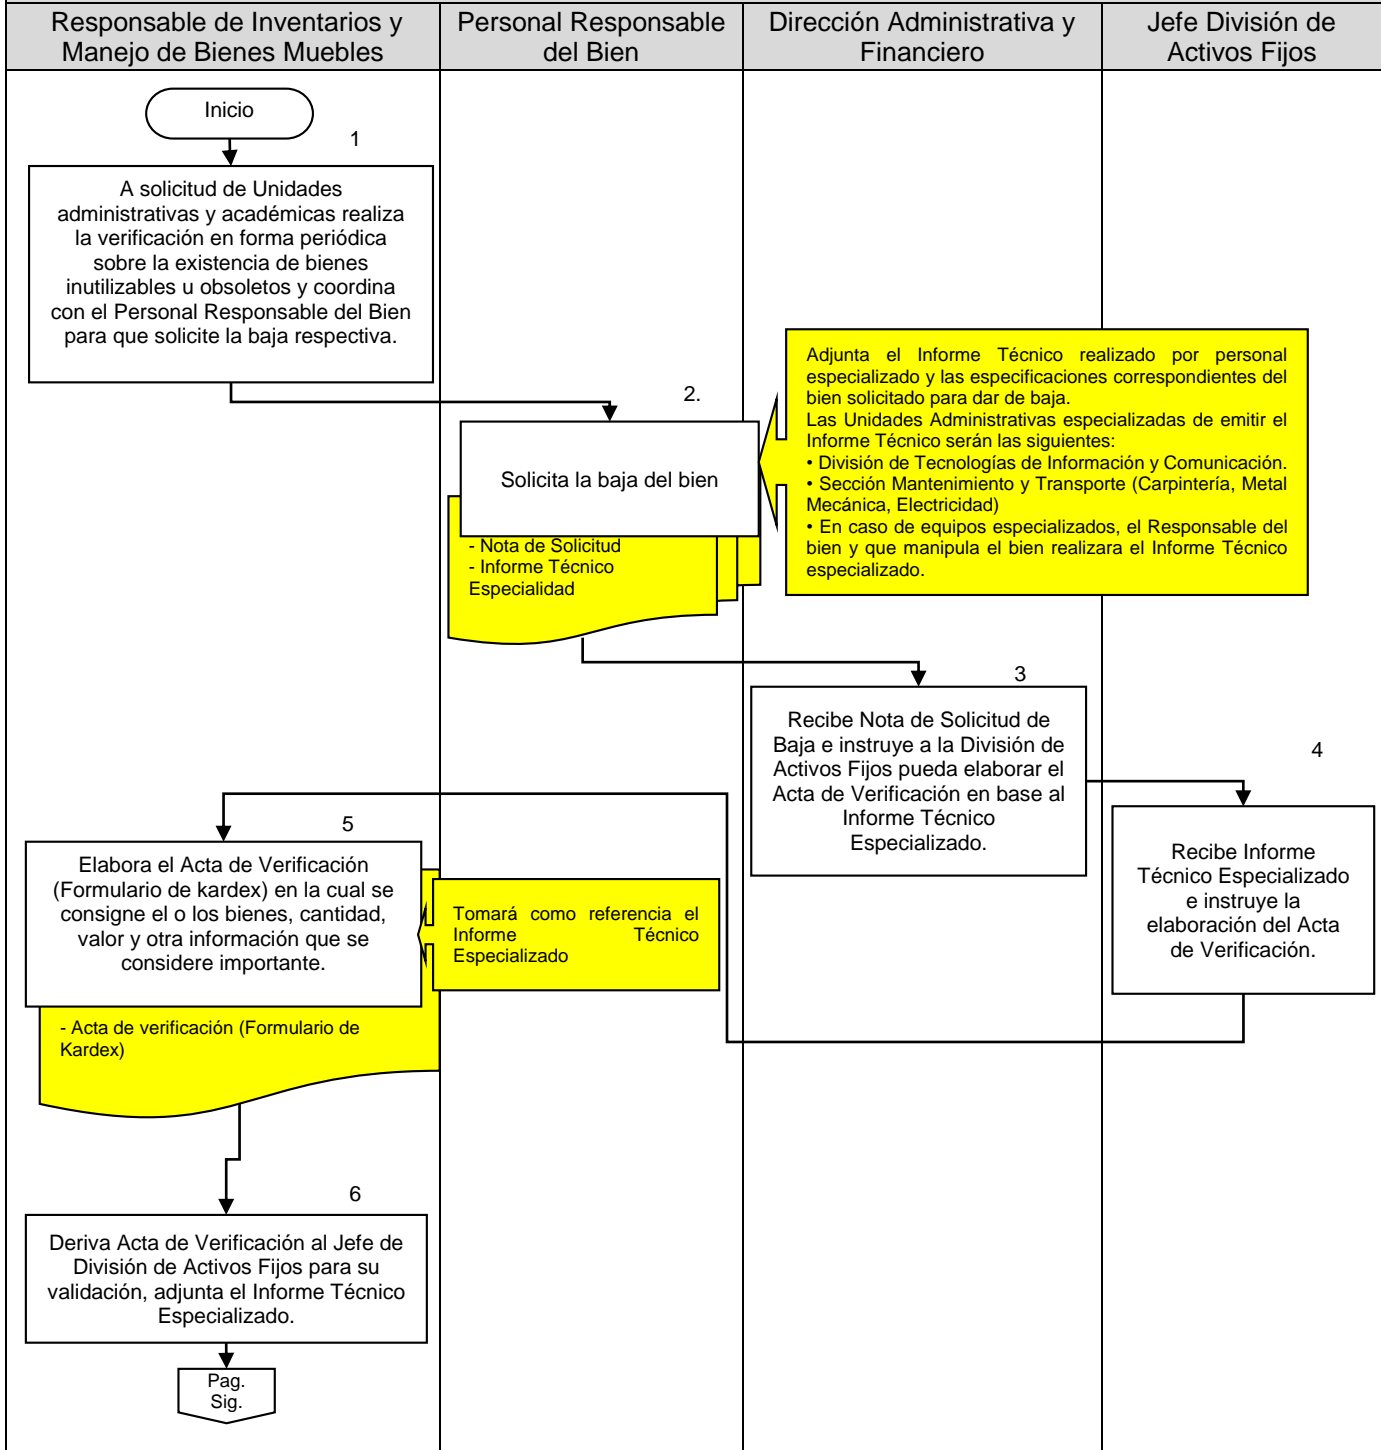 Responsable de Inventarios y
Manejo de Bienes Muebles
Personal Responsable
del Bien
Dirección Administrativa y
Financiero
Jefe División de
Activos Fijos
Inicio
1
A solicitud de Unidades
administrativas y académicas realiza
la verificación en forma periódica
sobre la existencia de bienes
inutilizables u obsoletos y coordina
con el Personal Responsable del Bien
para que solicite la baja respectiva.
2.
Solicita la baja del bien
- Nota de Solicitud
- Informe Técnico
Especialidad
Adjunta el Informe Técnico realizado por personal
especializado y las especificaciones correspondientes del
bien solicitado para dar de baja.
Las Unidades Administrativas especializadas de emitir el
Informe Técnico serán las siguientes:
• División de Tecnologías de Información y Comunicación.
• Sección Mantenimiento y Transporte (Carpintería, Metal
Mecánica, Electricidad)
• En caso de equipos especializados, el Responsable del
bien y que manipula el bien realizara el Informe Técnico
especializado.
3
Recibe Nota de Solicitud de
Baja e instruye a la División de
Activos Fijos pueda elaborar el
Acta de Verificación en base al
Informe Técnico
Especializado.
4
Recibe Informe
Técnico Especializado
e instruye la
elaboración del Acta
de Verificación.
5
Elabora el Acta de Verificación
(Formulario de kardex) en la cual se
consigne el o los bienes, cantidad,
valor y otra información que se
considere importante.
Tomará como referencia el
Informe Técnico
Especializado
- Acta de verificación (Formulario de
Kardex)
6
Deriva Acta de Verificación al Jefe de
División de Activos Fijos para su
validación, adjunta el Informe Técnico
Especializado.
Pag.
Sig.